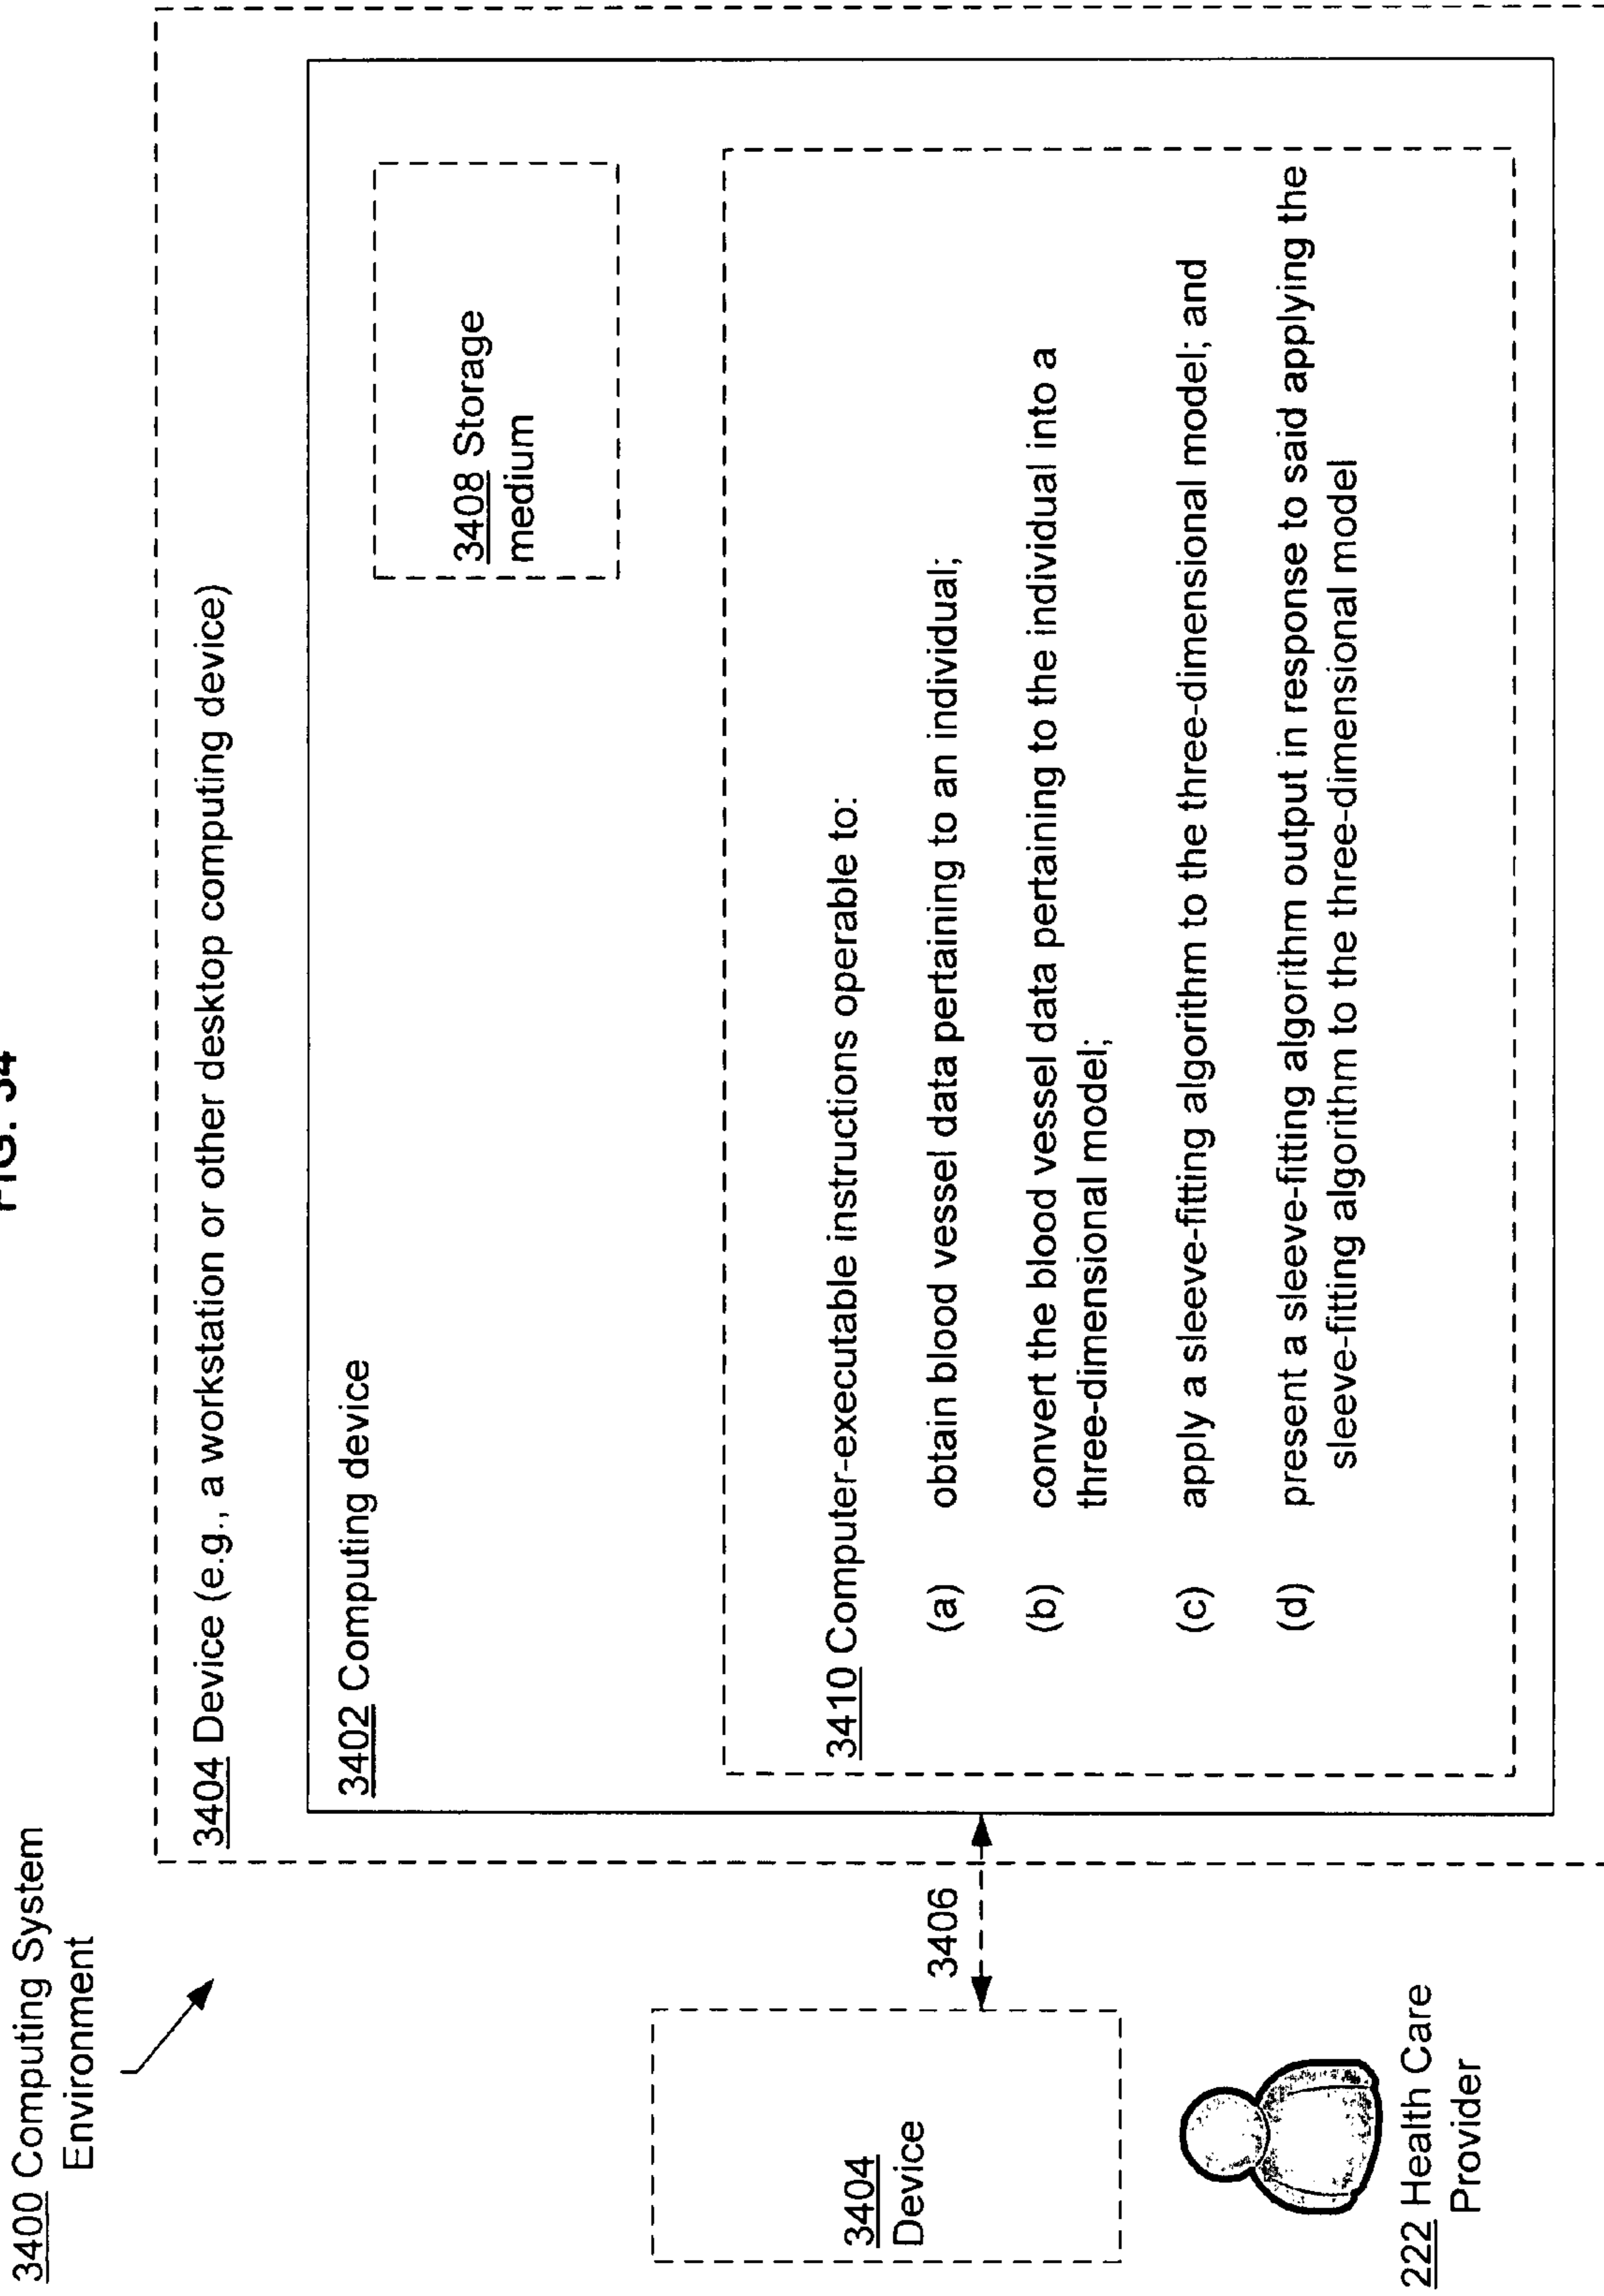 FIG. 34
3400 Computing System
Environment
3404 Device (e.g., a workstation or other desktop computing device)
3402 Computing device
3408 Storage
medium
3410 Computer-executable instructions operable to:
(a) obtain blood vessel data pertaining to an individual;
(b) convert the blood vessel data pertaining to the individual into a
three-dimensional model;
(c) apply a sleeve-fitting algorithm to the three-dimensional model; and
(d) present a sleeve-fitting algorithm output in response to said applying the
sleeve-fitting algorithm to the three-dimensional model
3406
3404
Device
222 Health Care
Provider